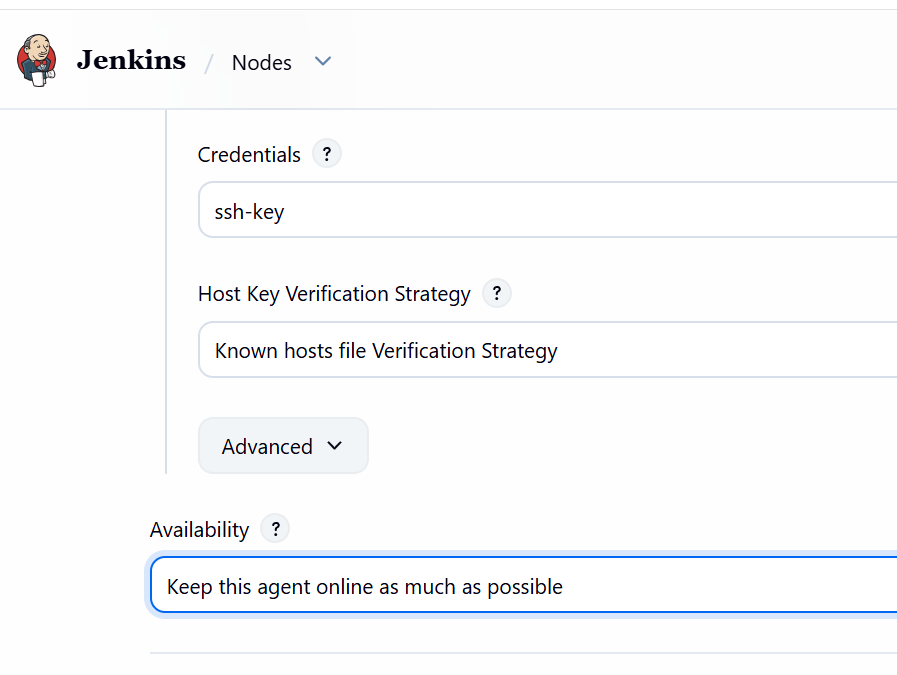 Jenkins / Nodes
Credentials ?
ssh-key
Host Key Verification Strategy ?
Known hosts file Verification Strategy
Advanced
Availability ?
Keep this agent online as much as possible